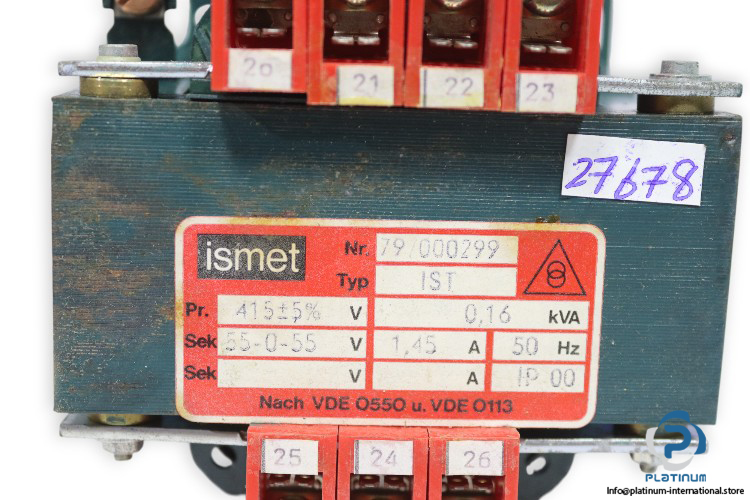 20 21 22 23
27678
ismet
Nr. 79/000299
Typ IST
Pr. 415±5% V 0,16 kVA
Sek 55-0-55 V 1,45 A 50 Hz
Sek V A IP 00
Nach VDE 0550 u. VDE 0113
25 24 26
PLATINUM
Info@platinum-international.store